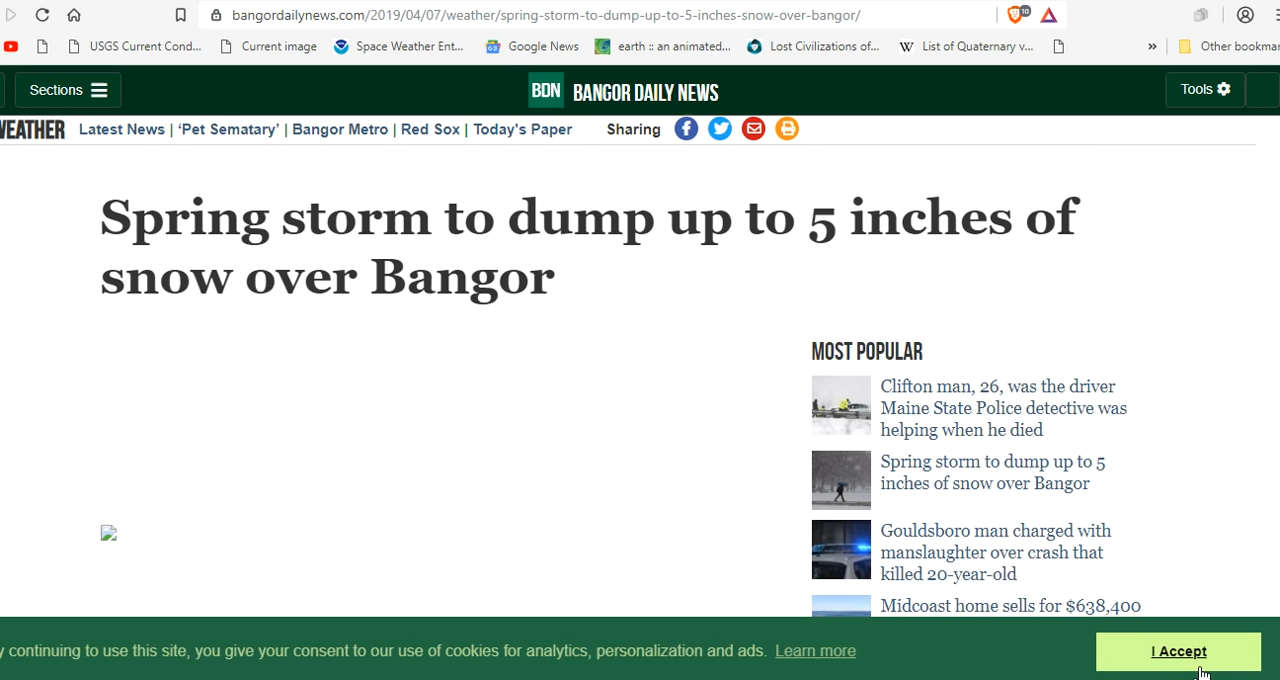 bangordailynews.com/2019/04/07/weather/spring-storm-to-dump-up-to-5-inches-snow-over-bangor/
10
USGS Current Cond... Current image Space Weather Ent... Google News earth :: an animated... Lost Civilizations of... W List of Quaternary v... » Other bookmar
Sections BDN BANGOR DAILY NEWS Tools
WEATHER Latest News | ‘Pet Sematary’ | Bangor Metro | Red Sox | Today's Paper Sharing
Spring storm to dump up to 5 inches of
snow over Bangor
MOST POPULAR
Clifton man, 26, was the driver
Maine State Police detective was
helping when he died
Spring storm to dump up to 5
inches of snow over Bangor
Gouldsboro man charged with
manslaughter over crash that
killed 20-year-old
Midcoast home sells for $638,400
y continuing to use this site, you give your consent to our use of cookies for analytics, personalization and ads. Learn more
I Accept